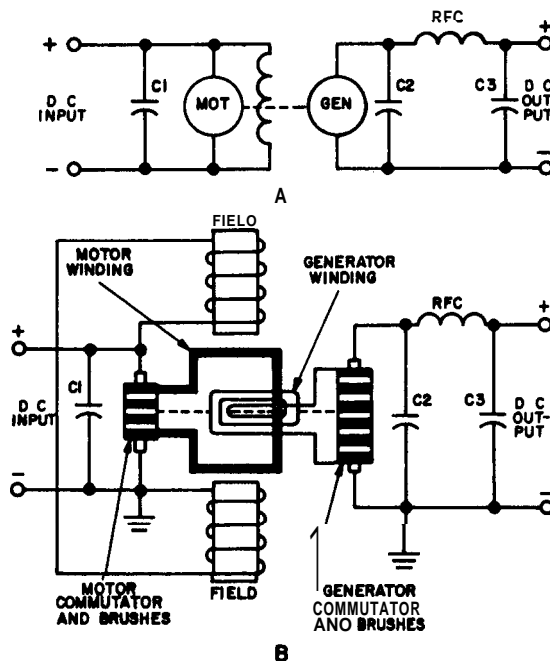 RFC
+
+
C1
C2
C3
D C
INPUT
MOT
GEN
D C
OUT-
PUT
−
−
A
FIELO
MOTOR
WINDING
GENERATOR
WINDING
RFC
+
+
C1
C2
C3
D C
INPUT
D C
OUT-
PUT
−
−
MOTOR
COMMUTATOR
AND BRUSHES
FIELD
GENERATOR
COMMUTATOR
ANO BRUSHES
B